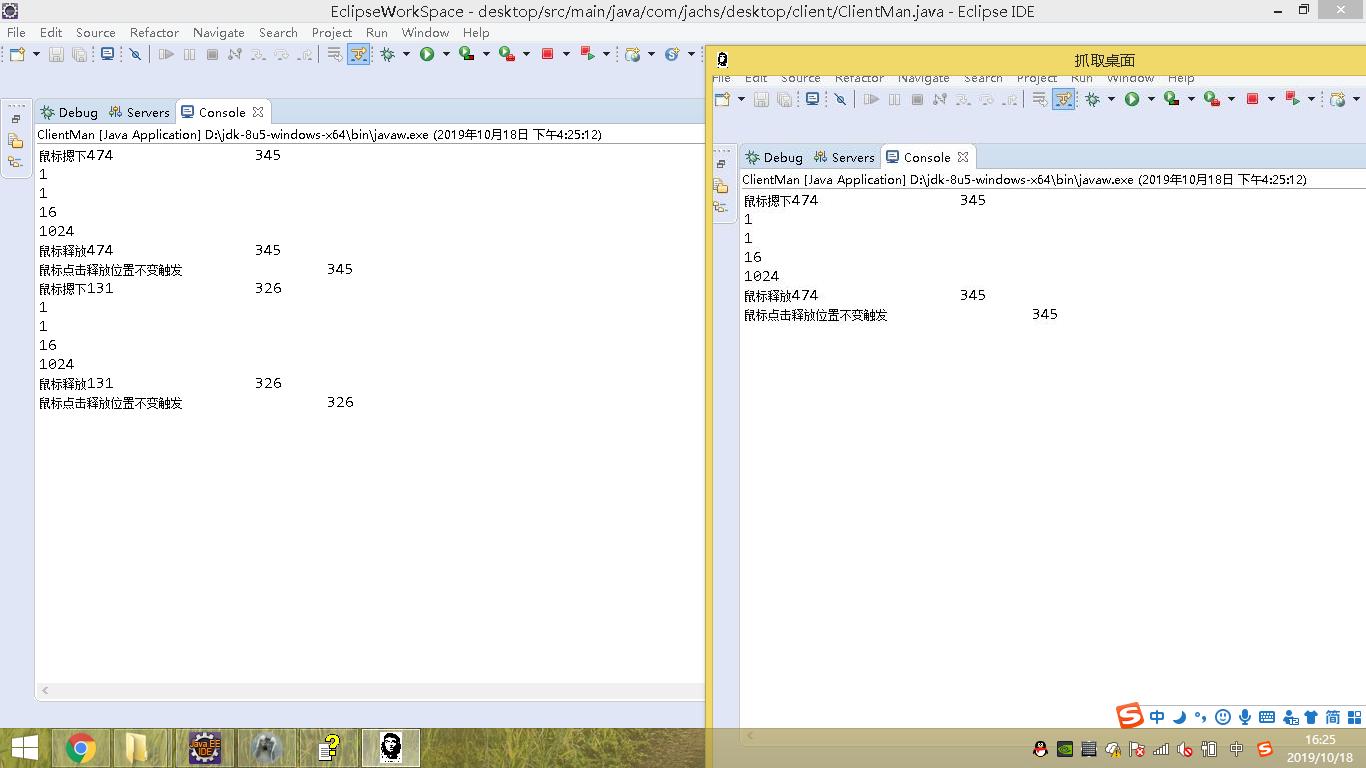 EclipseWorkSpace - desktop/src/main/java/com/jachs/desktop/client/ClientMan.java - Eclipse IDE
File Edit Source Refactor Navigate Search Project Run Window Help
Debug Servers Console
ClientMan [Java Application] D:\jdk-8u5-windows-x64\bin\javaw.exe (2019年10月18日 下午4:25:12)
鼠标摁下474 345
1
1
16
1024
鼠标释放474 345
鼠标点击释放位置不变触发 345
鼠标摁下131 326
1
1
16
1024
鼠标释放131 326
鼠标点击释放位置不变触发 326
抓取桌面
File Edit Source Refactor Navigate Search Project Run Window Help
Debug Servers Console
ClientMan [Java Application] D:\jdk-8u5-windows-x64\bin\javaw.exe (2019年10月18日 下午4:25:12)
鼠标摁下474 345
1
1
16
1024
鼠标释放474 345
鼠标点击释放位置不变触发 345
中 简
Java EE
IDE
中
16:25
2019/10/18